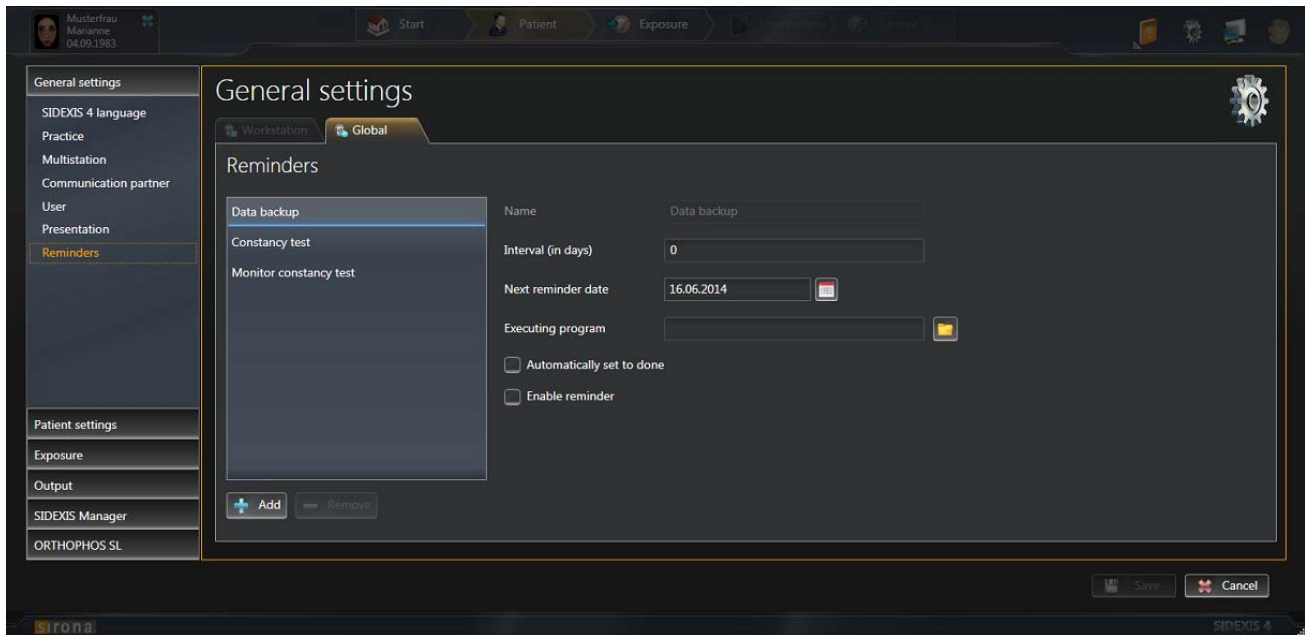 Musterfrau
Marianne
04.09.1983
Start
Patient
Exposure
General settings
SIDEXIS 4 language
Practice
Multistation
Communication partner
User
Presentation
Reminders
Patient settings
Exposure
Output
SIDEXIS Manager
ORTHOPHOS SL
General settings
Workstation
Global
Reminders
Data backup
Constancy test
Monitor constancy test
Add
Remove
Name
Data backup
Interval (in days)
0
Next reminder date
16.06.2014
Executing program
Automatically set to done
Enable reminder
Save
Cancel
sirona
SIDEXIS 4